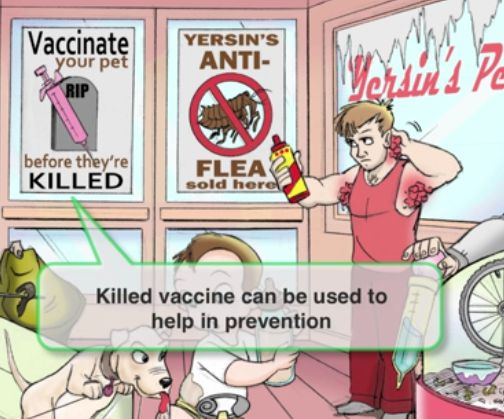 Vaccinate
your pet
RIP
before they're
KILLED
YERSIN'S
ANTI-
FLEA
sold here
Yersin's Pe
Killed vaccine can be used to
help in prevention